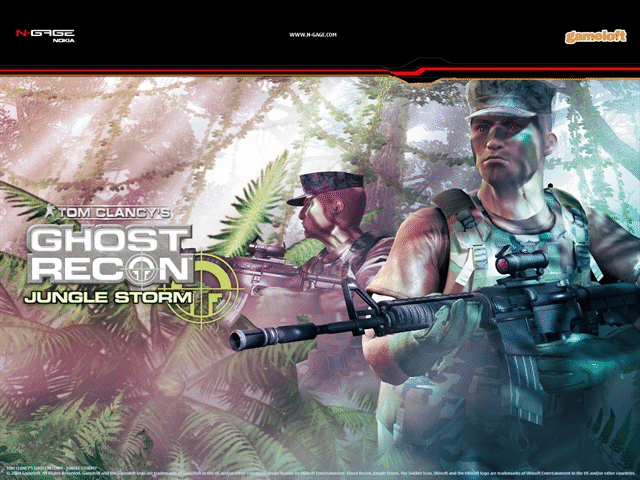 N-GAGE
NOKIA
WWW.N-GAGE.COM
gameloft
TOM CLANCY'S
GHOST
RECON
JUNGLE STORM
TOM CLANCY'S GHOST RECON - JUNGLE STORM
© 2004 Gameloft. All Rights Reserved. Gameloft and the Gameloft logo are trademarks of Gameloft in the US and/or other countries. Ubisoft Entertainment. Ghost Recon, Jungle Storm, the Soldier Icon, Ubisoft and the Ubisoft logo are trademarks of Ubisoft Entertainment in the US and/or other countries.